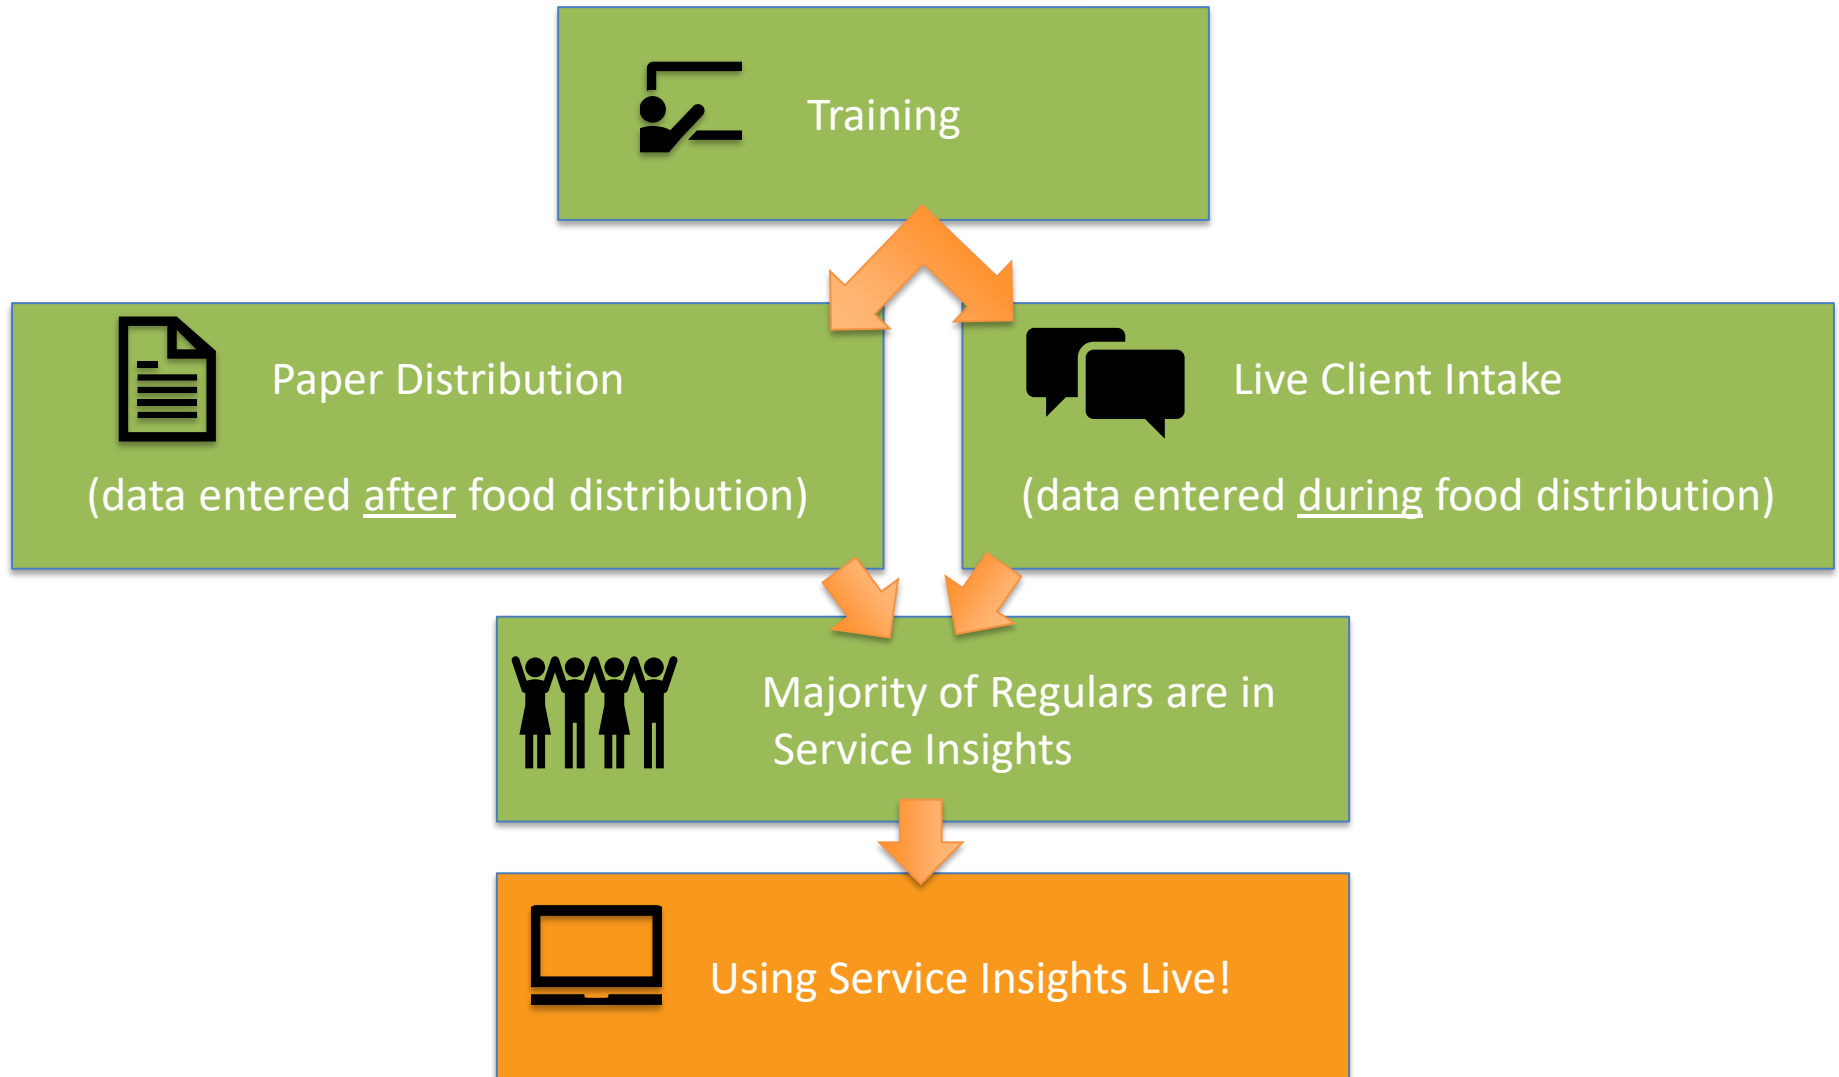 Training
Paper Distribution
(data entered after food distribution)
Live Client Intake
(data entered during food distribution)
Majority of Regulars are in
Service Insights
Using Service Insights Live!